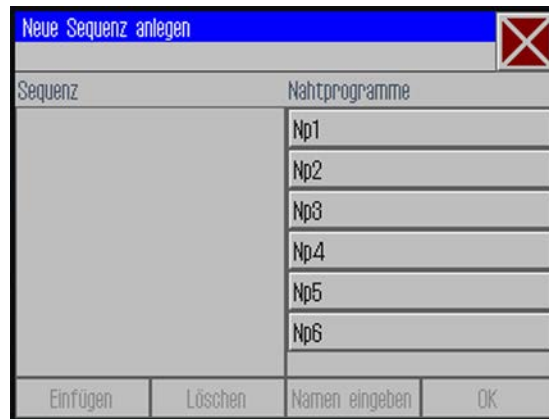 Neue Sequenz anlegen
Sequenz
Nahtprogramme
Np1
Np2
Np3
Np4
Np5
Np6
Einfügen
Löschen
Namen eingeben
OK